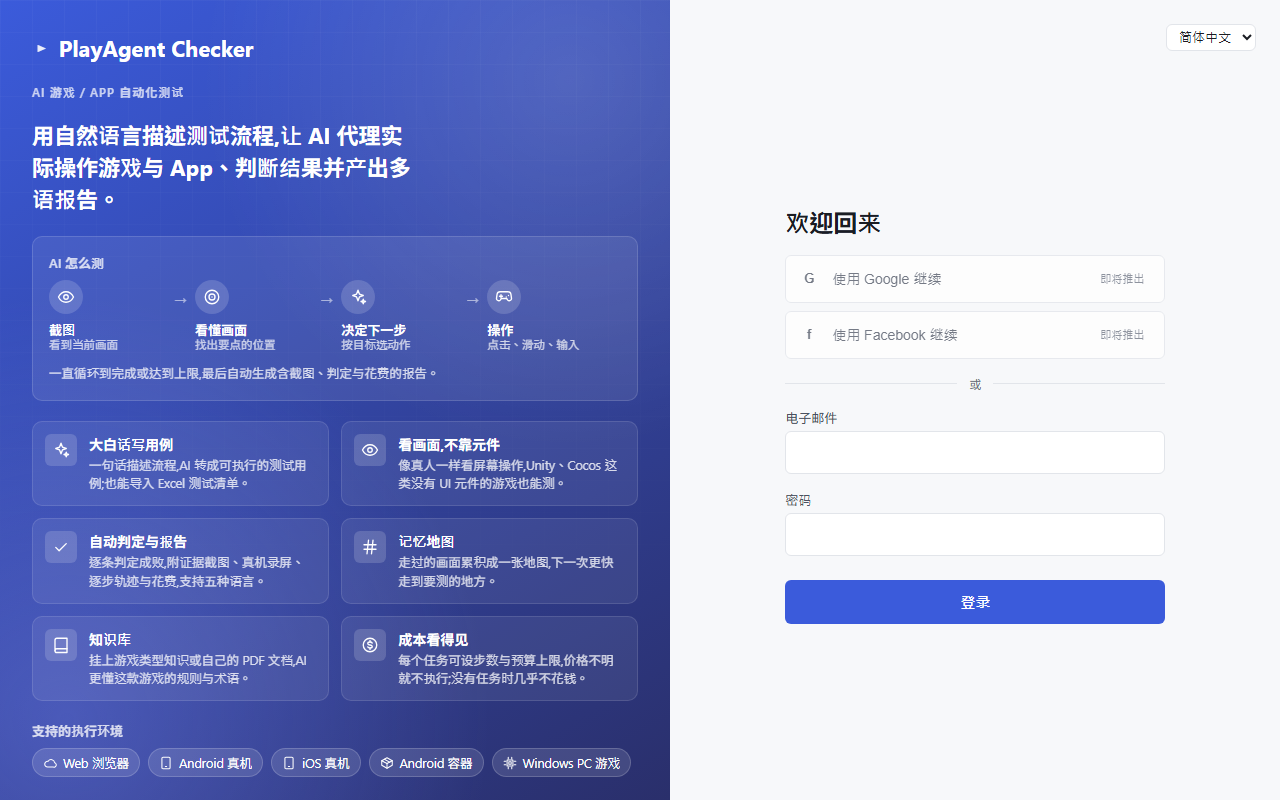 PlayAgent Checker
AI 游戏 / APP 自动化测试
用自然语言描述测试流程,让 AI 代理实
际操作游戏与 App、判断结果并产出多
语报告。
AI 怎么测
→
→
→
截图
看到当前画面
看懂画面
找出要点的位置
决定下一步
按目标选动作
操作
点击、滑动、输入
一直循环到完成或达到上限,最后自动生成含截图、判定与花费的报告。
大白话写用例
一句话描述流程,AI 转成可执行的测试用
例;也能导入 Excel 测试清单。
看画面,不靠元件
像真人一样看屏幕操作,Unity、Cocos 这
类没有 UI 元件的游戏也能测。
自动判定与报告
逐条判定成败,附证据截图、真机录屏、
逐步轨迹与花费,支持五种语言。
记忆地图
走过的画面累积成一张地图,下一次更快
走到要测的地方。
知识库
挂上游戏类型知识或自己的 PDF 文档,AI
更懂这款游戏的规则与术语。
成本看得见
每个任务可设步数与预算上限,价格不明
就不执行;没有任务时几乎不花钱。
支持的执行环境
Web 浏览器
Android 真机
iOS 真机
Android 容器
Windows PC 游戏
简体中文
欢迎回来
G 使用 Google 继续 即将推出
f 使用 Facebook 继续 即将推出
或
电子邮件
密码
登录